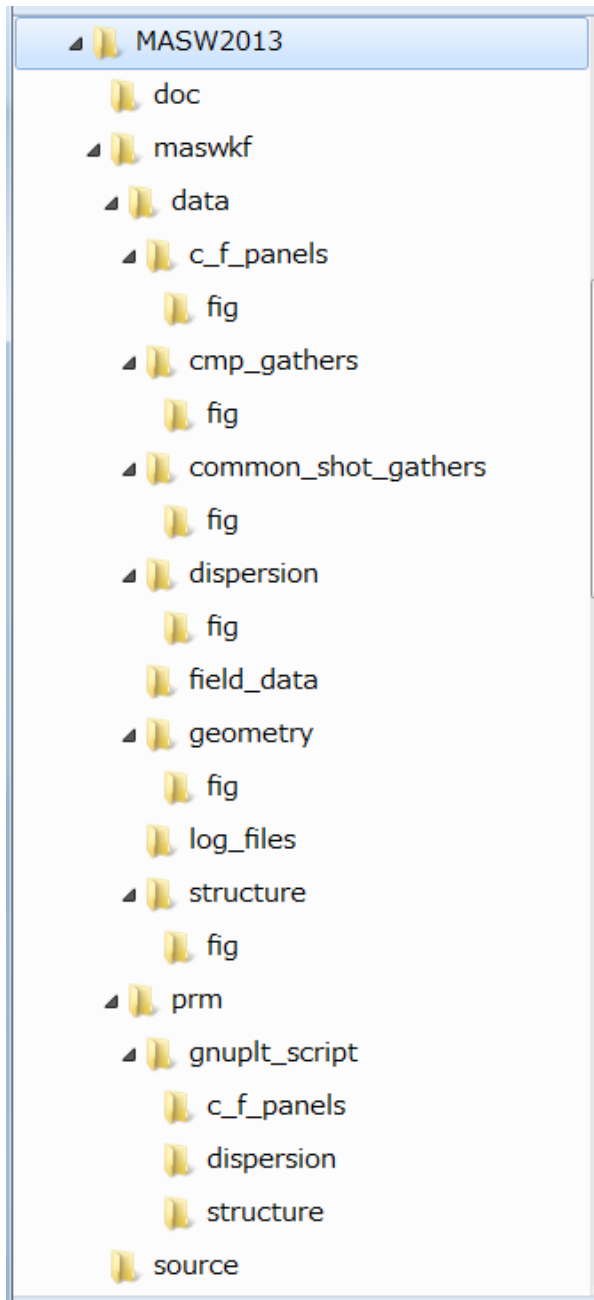 MASW2013
doc
maswkf
data
c_f_panels
fig
cmp_gathers
fig
common_shot_gathers
fig
dispersion
fig
field_data
geometry
fig
log_files
structure
fig
prm
gnuplt_script
c_f_panels
dispersion
structure
source